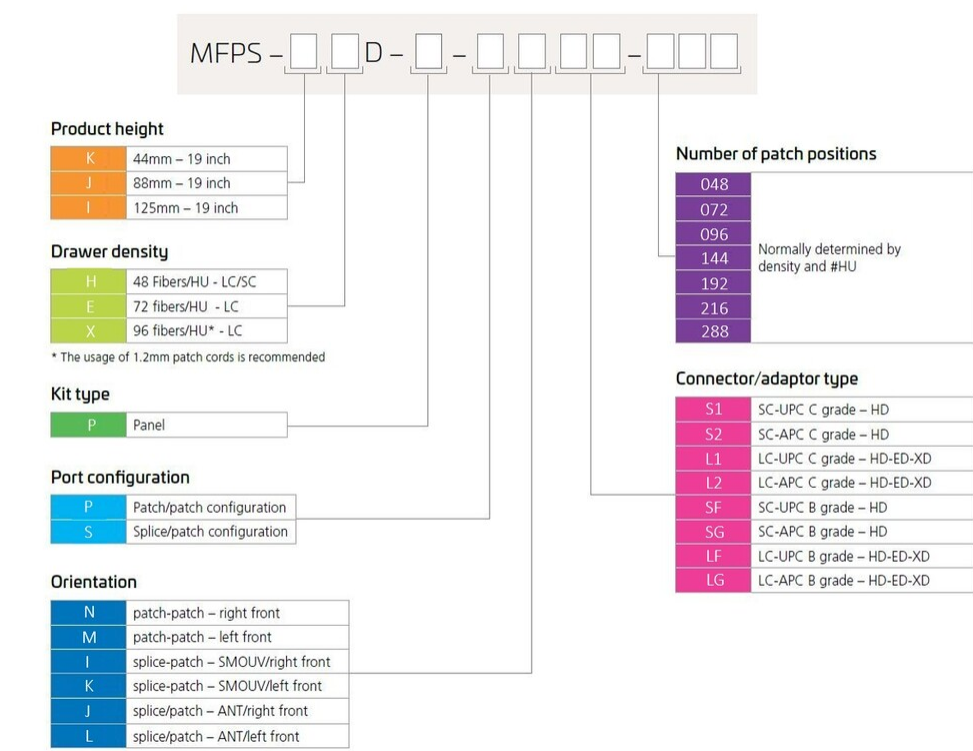 MFPS – D – – –
Product height
K 44mm – 19 inch
J 88mm – 19 inch
I 125mm – 19 inch
Drawer density
H 48 Fibers/HU - LC/SC
E 72 fibers/HU - LC
X 96 fibers/HU* - LC
* The usage of 1.2mm patch cords is recommended
Kit type
P Panel
Port configuration
P Patch/patch configuration
S Splice/patch configuration
Orientation
N patch-patch – right front
M patch-patch – left front
I splice-patch – SMOUV/right front
K splice-patch – SMOUV/left front
J splice/patch – ANT/right front
L splice/patch – ANT/left front
Number of patch positions
048
072
096
144
192
216
288
Normally determined by
density and #HU
Connector/adaptor type
S1 SC-UPC C grade – HD
S2 SC-APC C grade – HD
L1 LC-UPC C grade – HD-ED-XD
L2 LC-APC C grade – HD-ED-XD
SF SC-UPC B grade – HD
SG SC-APC B grade – HD
LF LC-UPC B grade – HD-ED-XD
LG LC-APC B grade – HD-ED-XD